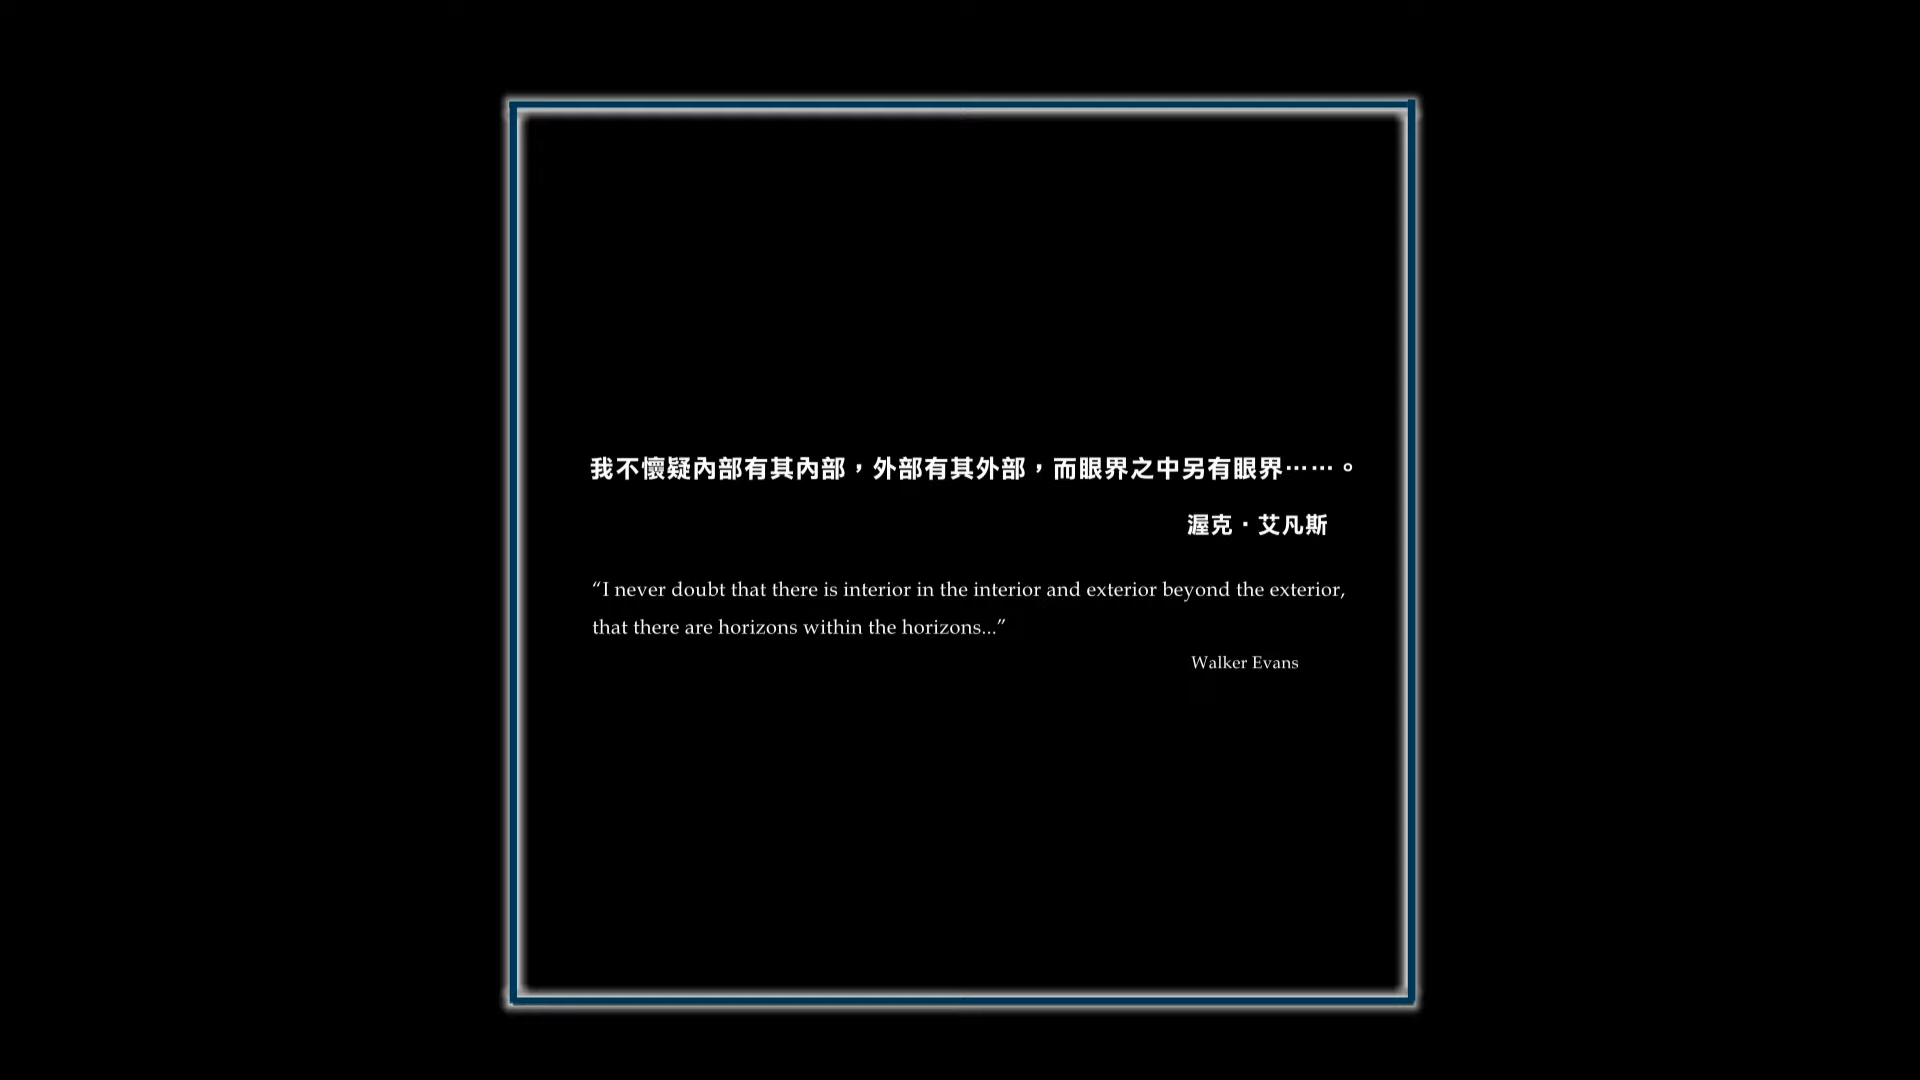 我不懷疑內部有其內部，外部有其外部，而眼界之中另有眼界……。
渥克・艾凡斯
“I never doubt that there is interior in the interior and exterior beyond the exterior,
that there are horizons within the horizons...”
Walker Evans